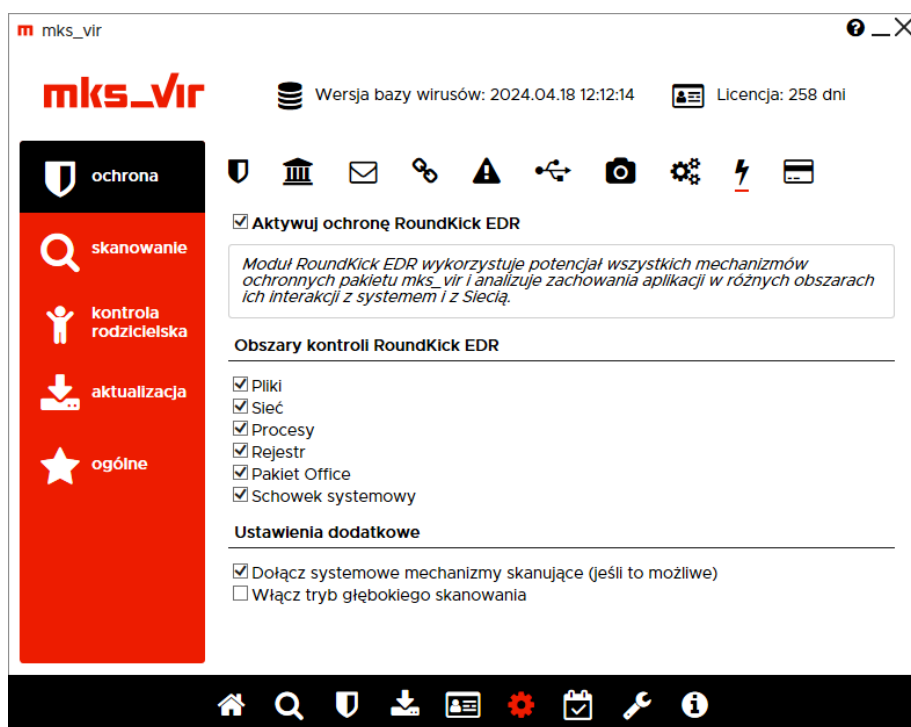 mks_vir
mks_vir
Wersja bazy wirusów: 2024.04.18 12:12:14
Licencja: 258 dni
ochrona
skanowanie
kontrola
rodzicielska
aktualizacja
ogólne
Aktywuj ochronę RoundKick EDR
Moduł RoundKick EDR wykorzystuje potencjał wszystkich mechanizmów
ochronnych pakietu mks_vir i analizuje zachowania aplikacji w różnych obszarach
ich interakcji z systemem i z Siecią.
Obszary kontroli RoundKick EDR
Pliki
Sieć
Procesy
Rejestr
Pakiet Office
Schowek systemowy
Ustawienia dodatkowe
Dołącz systemowe mechanizmy skanujące (jeśli to możliwe)
Włącz tryb głębokiego skanowania